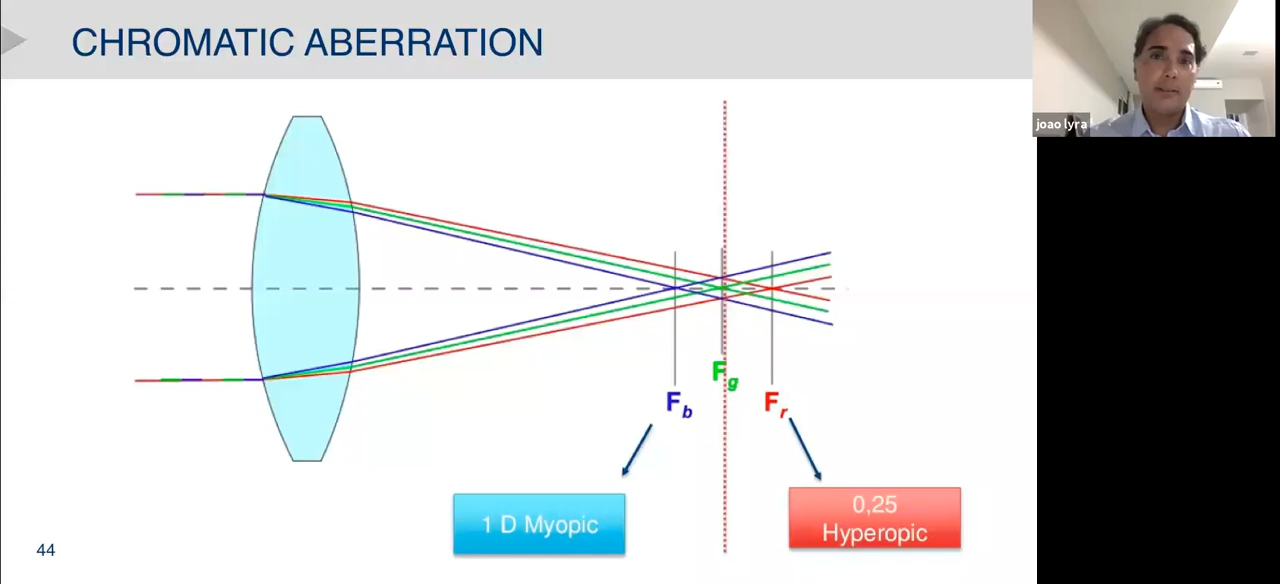 CHROMATIC ABERRATION
joao lyra
Fg
Fb
Fr
1 D Myopic
0,25
Hyperopic
44